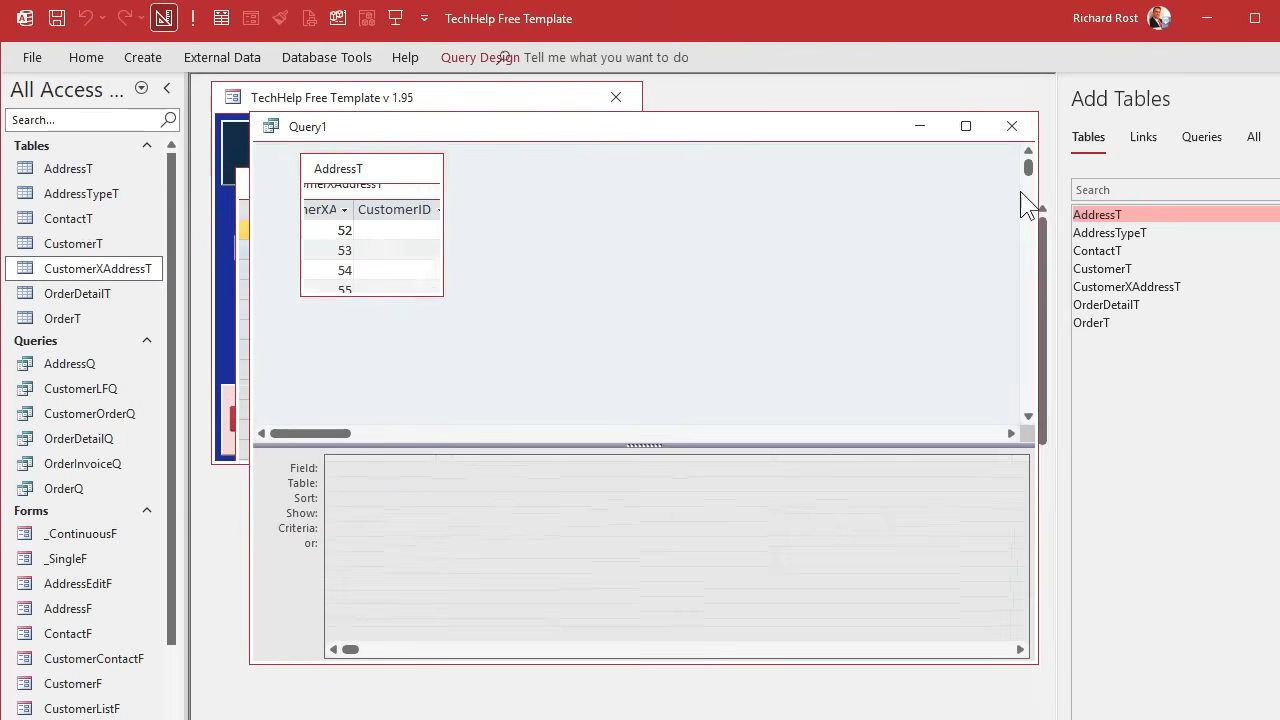 TechHelp Free Template
Richard Rost
File
Home
Create
External Data
Database Tools
Help
Query Design
Tell me what you want to do
All Access ...
Search...
Tables
AddressT
AddressTypeT
ContactT
CustomerT
CustomerXAddressT
OrderDetailT
OrderT
Queries
AddressQ
CustomerLFQ
CustomerOrderQ
OrderDetailQ
OrderInvoiceQ
OrderQ
Forms
_ContinuousF
_SingleF
AddressEditF
AddressF
ContactF
CustomerContactF
CustomerF
CustomerListF
TechHelp Free Template v 1.95
Query1
AddressT
merXAddressT
nerXA CustomerID
52
53
54
55
Field:
Table:
Sort:
Show:
Criteria:
or:
Add Tables
Tables Links Queries All
Search
AddressT
AddressTypeT
ContactT
CustomerT
CustomerXAddressT
OrderDetailT
OrderT